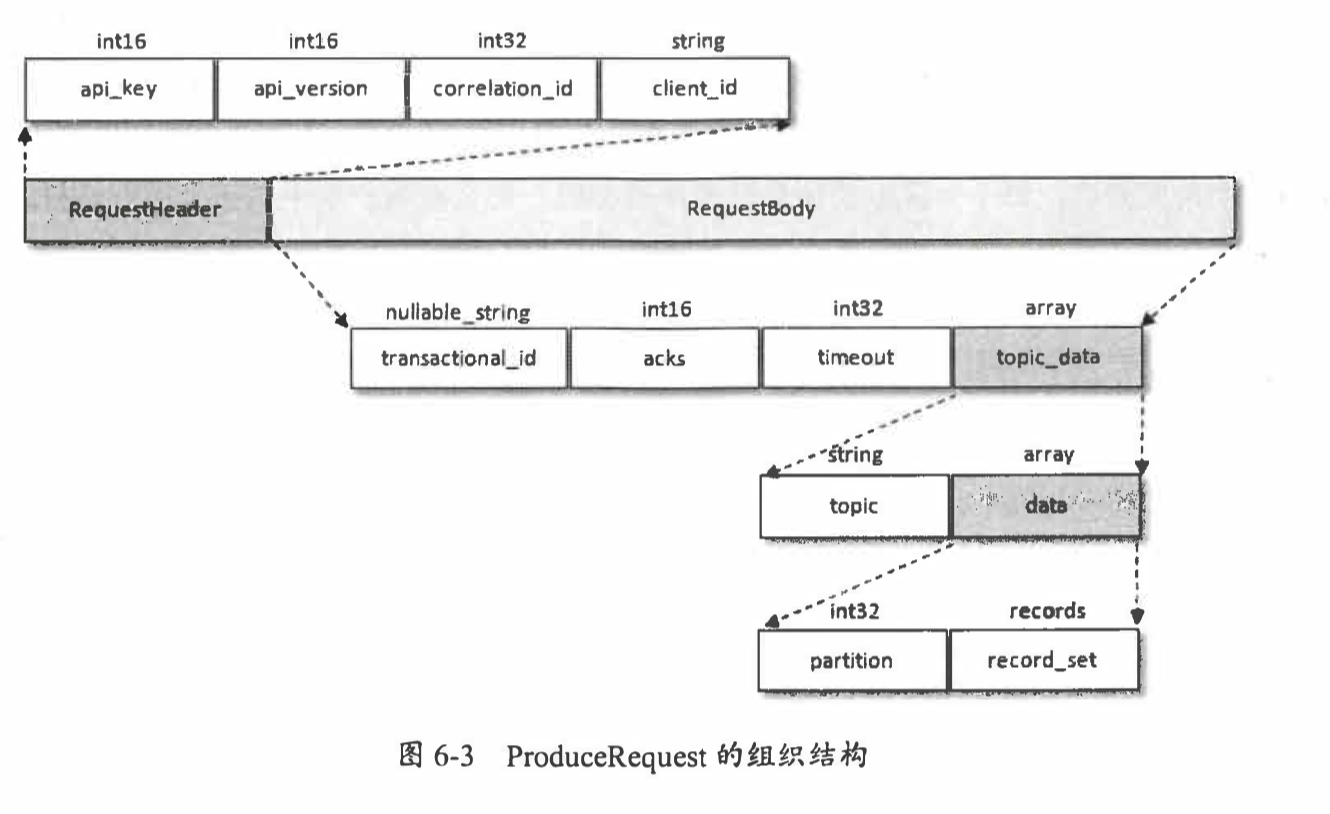 int16 int16 int32 string
api_key api_version correlation_id client_id
RequestHeader RequestBody
nullable_string int16 int32 array
transactional_id acks timeout topic_data
string array
topic data
int32 records
partition record_set
图 6-3 ProduceRequest 的组织结构